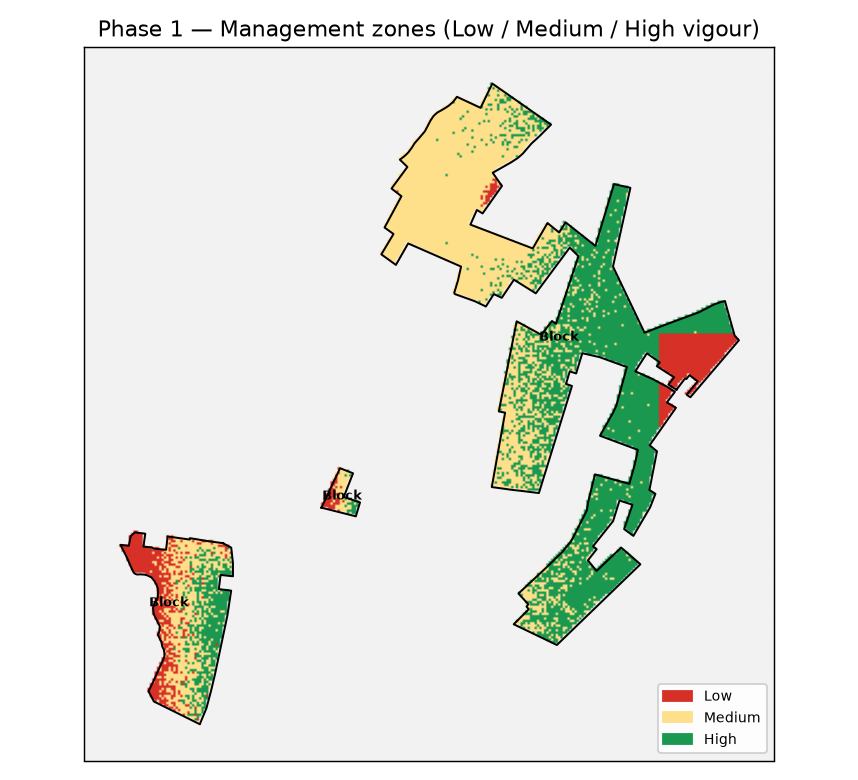 Phase 1 — Management zones (Low / Medium / High vigour)
Block
Block
Block
Low
Medium
High